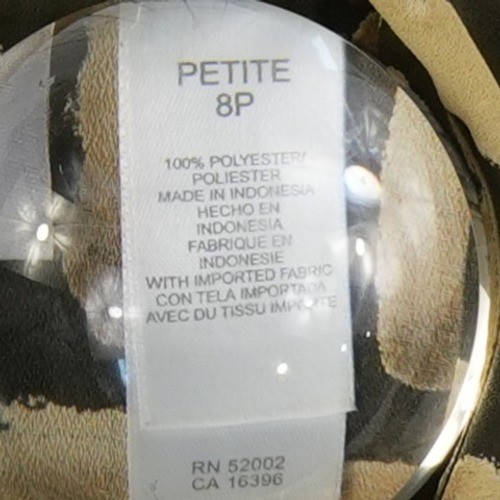 PETITE
8P
100% POLYESTER/
POLIESTER
MADE IN INDONESIA
HECHO EN
INDONESIA
FABRIQUE EN
INDONESIE
WITH IMPORTED FABRIC
CON TELA IMPORTADA
AVEC DU TISSU IMPORTE
RN 52002
CA 16396